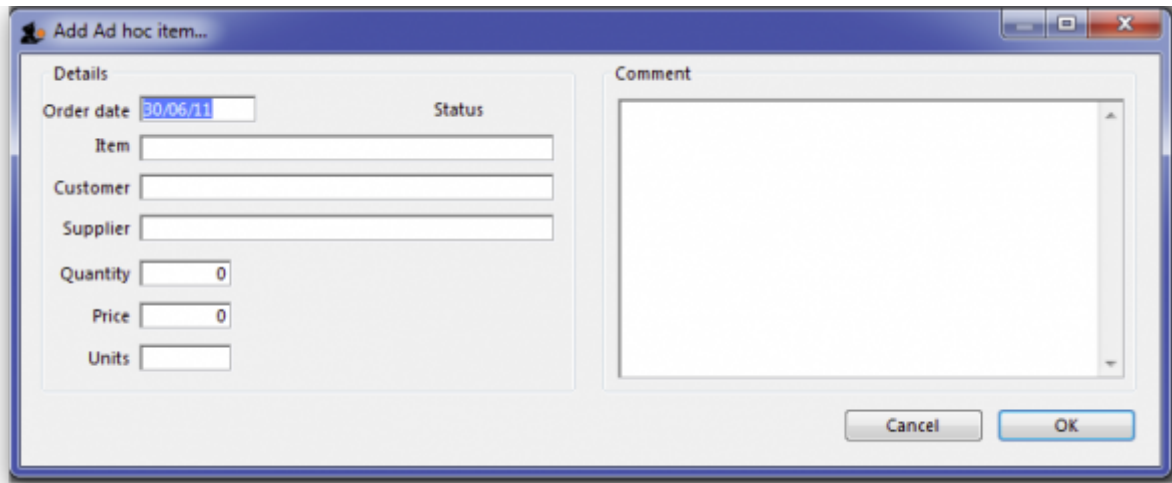 Add Ad hoc item...
Details
Order date 30/06/11 Status
Item
Customer
Supplier
Quantity 0
Price 0
Units
Comment
Cancel OK